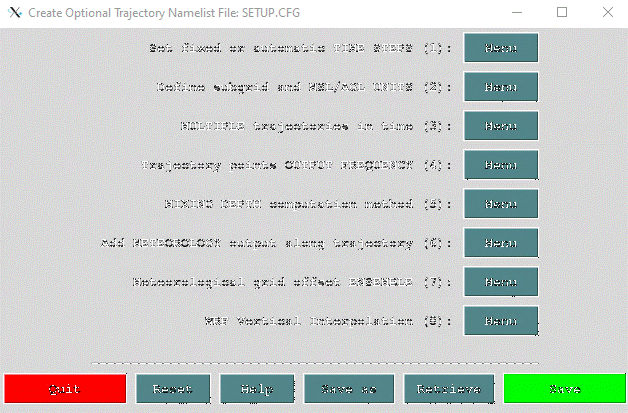 Create Optional Trajectory Namelist File: SETUP.CFG
Set fixed or automatic TIME STEPS (1): Menu
Define subgrid and MSL/AGL UNITS (2): Menu
MULTIPLE trajectories in time (3): Menu
Trajectory points OUTPUT FREQUENCY (4): Menu
MIXING DEPTH computation method (5): Menu
Add METEOROLOGY output along trajectory (6): Menu
Meteorological grid offset ENSEMBLE (7): Menu
WRF Vertical Interpolation (8): Menu
Quit Reset Help Save as Retrieve Save